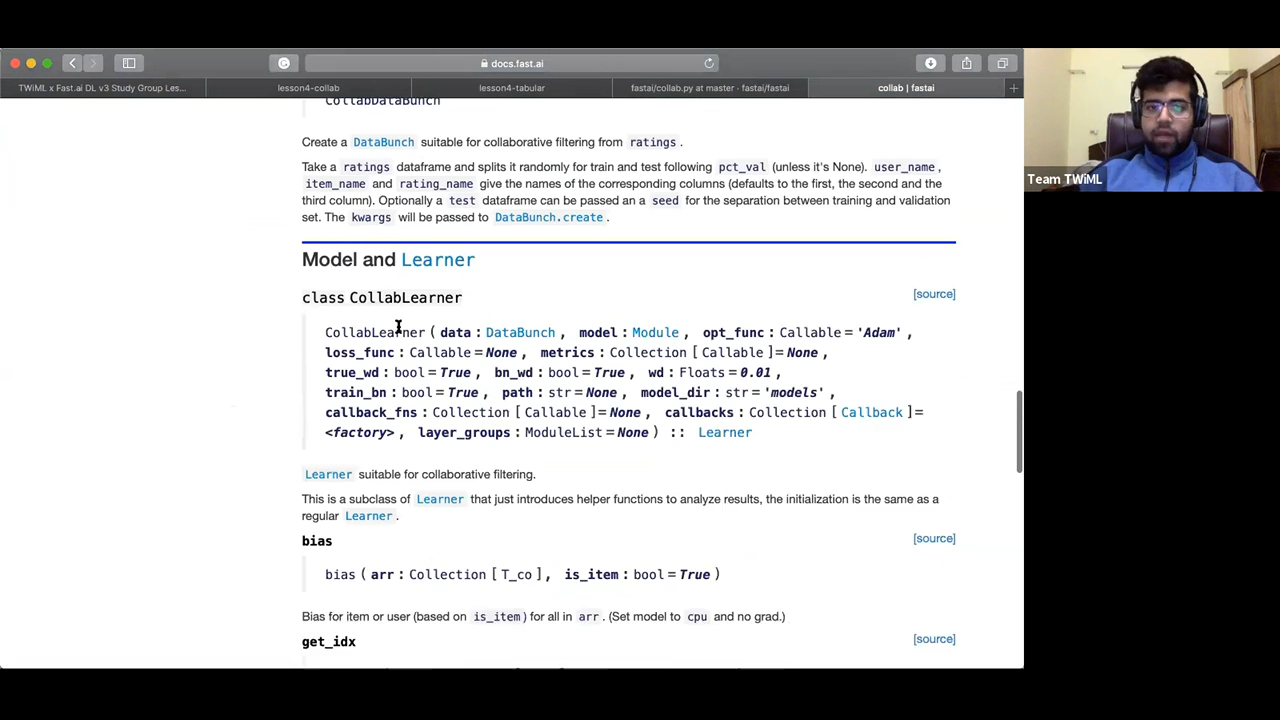 docs.fast.ai
TWiML x Fast.ai DL v3 Study Group Les...
lesson4-collab
lesson4-tabular
fastai/collab.py at master · fastai/fastai
collab | fastai
CollabDataBunch
Create a DataBunch suitable for collaborative filtering from ratings .
Take a ratings dataframe and splits it randomly for train and test following pct_val (unless it's None). user_name ,
item_name and rating_name give the names of the corresponding columns (defaults to the first, the second and the
third column). Optionally a test dataframe can be passed an a seed for the separation between training and validation
set. The kwargs will be passed to DataBunch.create .
Model and Learner
class CollabLearner
[source]
CollabLearner ( data : DataBunch , model : Module , opt_func : Callable = 'Adam' ,
loss_func : Callable = None , metrics : Collection [ Callable ]= None ,
true_wd : bool = True , bn_wd : bool = True , wd : Floats = 0.01 ,
train_bn : bool = True , path : str = None , model_dir : str = 'models' ,
callback_fns : Collection [ Callable ]= None , callbacks : Collection [ Callback ]=
<factory> , layer_groups : ModuleList = None ) :: Learner
Learner suitable for collaborative filtering.
This is a subclass of Learner that just introduces helper functions to analyze results, the initialization is the same as a
regular Learner .
bias
[source]
bias ( arr : Collection [ T_co ], is_item : bool = True )
Bias for item or user (based on is_item ) for all in arr . (Set model to cpu and no grad.)
get_idx
[source]
Team TWiML